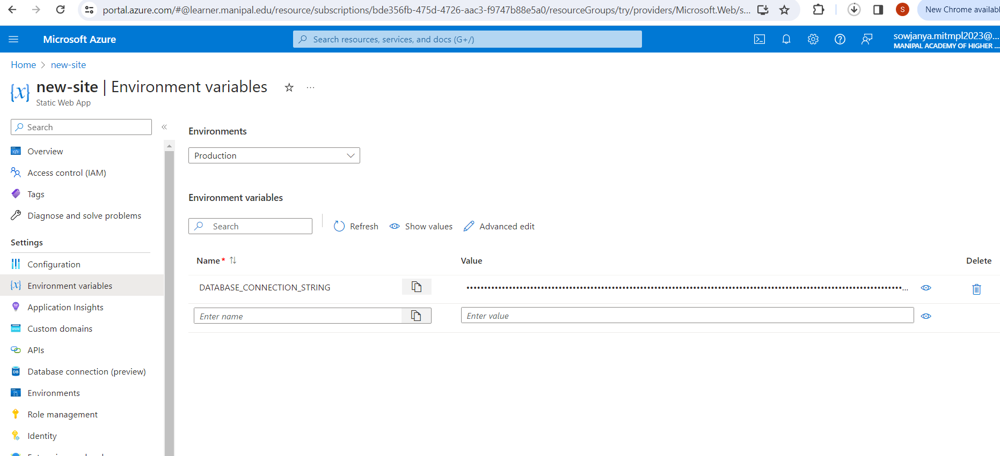 portal.azure.com/#@learner.manipal.edu/resource/subscriptions/bde356fb-475d-4726-aac3-f9747b88e5a0/resourceGroups/try/providers/Microsoft.Web/s...
S
New Chrome availabl
Microsoft Azure
Search resources, services, and docs (G+/)
sowjanya.mitmpl2023@...
MANIPAL ACADEMY OF HIGHER ...
Home > new-site
new-site | Environment variables
Static Web App
Search
Overview
Access control (IAM)
Tags
Diagnose and solve problems
Settings
Configuration
Environment variables
Application Insights
Custom domains
APIs
Database connection (preview)
Environments
Role management
Identity
Environments
Production
Environment variables
Search
Refresh
Show values
Advanced edit
Name *
Value
Delete
DATABASE_CONNECTION_STRING
Enter name
Enter value